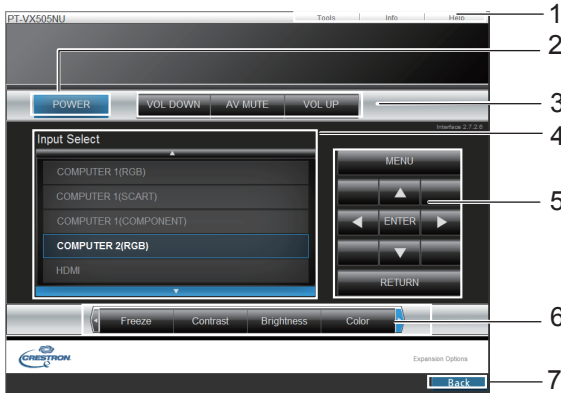 PT-VX505NU Tools Info Help 1
2
POWER VOL DOWN AV MUTE VOL UP 3
Interface 2.7.2.6
Input Select 4
COMPUTER 1(RGB)
COMPUTER 1(SCART)
COMPUTER 1(COMPONENT)
COMPUTER 2(RGB)
HDMI
MENU
ENTER 5
RETURN
Freeze Contrast Brightness Color 6
CRESTRON Expansion Options
Back 7